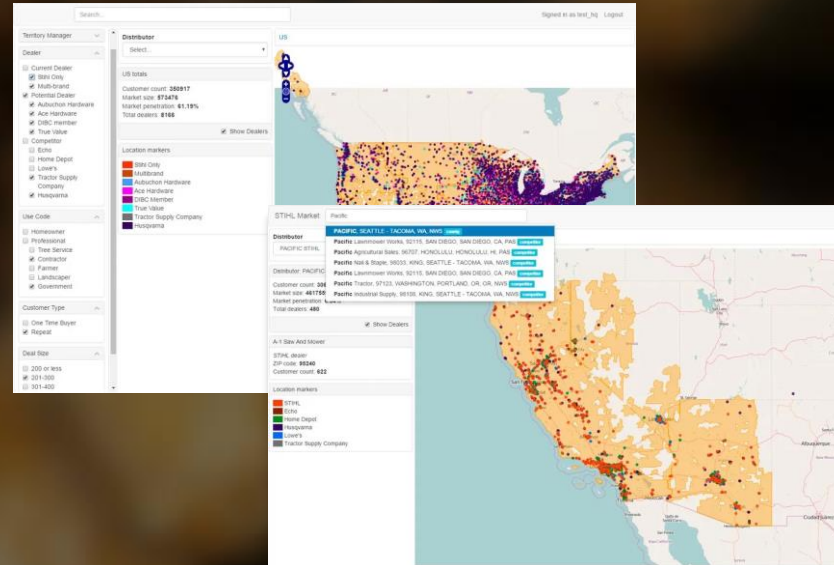 Search...
Signed in as test_hq Logout
Territory Manager
Dealer
Current Dealer
Stihl Only
Multi-brand
Potential Dealer
Aubuchon Hardware
Ace Hardware
DIBC member
True Value
Competitor
Echo
Home Depot
Lowe's
Tractor Supply
Company
Husqvarna
Use Code
Homeowner
Professional
Tree Service
Contractor
Farmer
Landscaper
Government
Customer Type
One Time Buyer
Repeat
Deal Size
200 or less
201-300
301-400
Distributor
Select...
US totals
Customer count: 350917
Market size: 573476
Market penetration: 61.19%
Total dealers: 8166
Show Dealers
Location markers
Stihl Only
Multibrand
Aubuchon Hardware
Ace Hardware
DIBC Member
True Value
Tractor Supply Company
Husqvarna
US
STIHL Market
Pacific
PACIFIC, SEATTLE - TACOMA, WA, NWS county
Pacific Lawnmower Works, 92115, SAN DIEGO, SAN DIEGO, CA, PAS competitor
Pacific Agricultural Sales, 96707, HONOLULU, HONOLULU, HI, PAS competitor
Pacific Nail & Staple, 98033, KING, SEATTLE - TACOMA, WA, NWS competitor
Pacific Lawnmower Works, 92115, SAN DIEGO, SAN DIEGO, CA, PAS competitor
Pacific Tractor, 97123, WASHINGTON, PORTLAND, OR, OR, NWS competitor
Pacific Industrial Supply, 98108, KING, SEATTLE - TACOMA, WA, NWS competitor
Distributor
PACIFIC STIHL
Distributor: PACIFIC
Customer count:
Market size:
Market penetration:
Total dealers: 480
Show Dealers
A-1 Saw And Mower
STIHL dealer
ZIP code: 95240
Customer count: 622
Location markers
STIHL
Echo
Home Depot
Husqvarna
Lowe's
Tractor Supply Company
Albuquerque